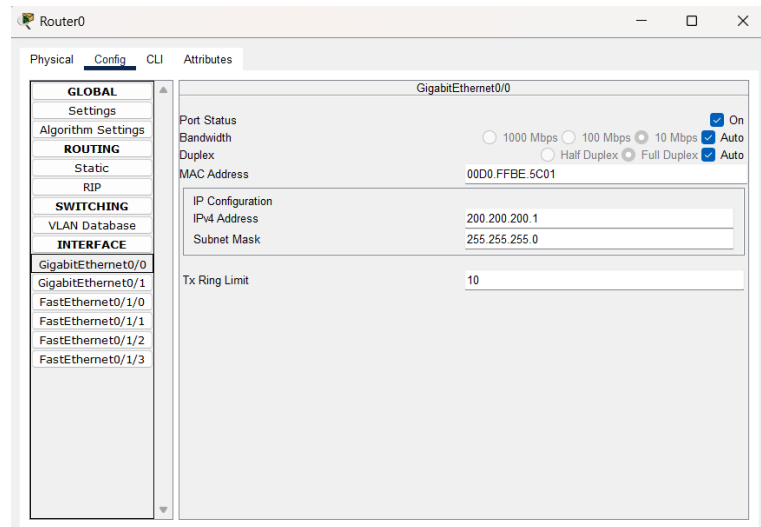 Router0
Physical Config CLI Attributes
GLOBAL
Settings
Algorithm Settings
ROUTING
Static
RIP
SWITCHING
VLAN Database
INTERFACE
GigabitEthernet0/0
GigabitEthernet0/1
FastEthernet0/1/0
FastEthernet0/1/1
FastEthernet0/1/2
FastEthernet0/1/3
GigabitEthernet0/0
Port Status On
Bandwidth 1000 Mbps 100 Mbps 10 Mbps Auto
Duplex Half Duplex Full Duplex Auto
MAC Address 00D0.FFBE.5C01
IP Configuration
IPv4 Address 200.200.200.1
Subnet Mask 255.255.255.0
Tx Ring Limit 10